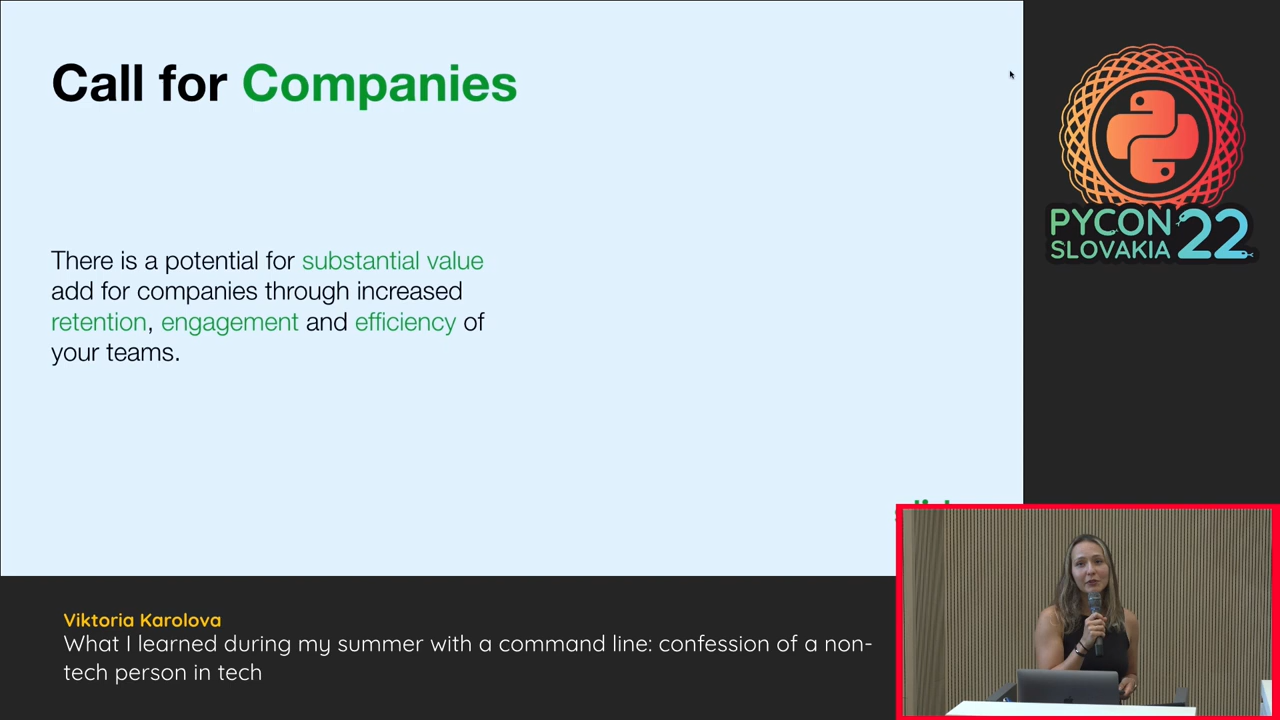 Call for Companies
There is a potential for substantial value
add for companies through increased
retention, engagement and efficiency of
your teams.
PYCON
SLOVAKIA 22
Viktoria Karolova
What I learned during my summer with a command line: confession of a non-
tech person in tech